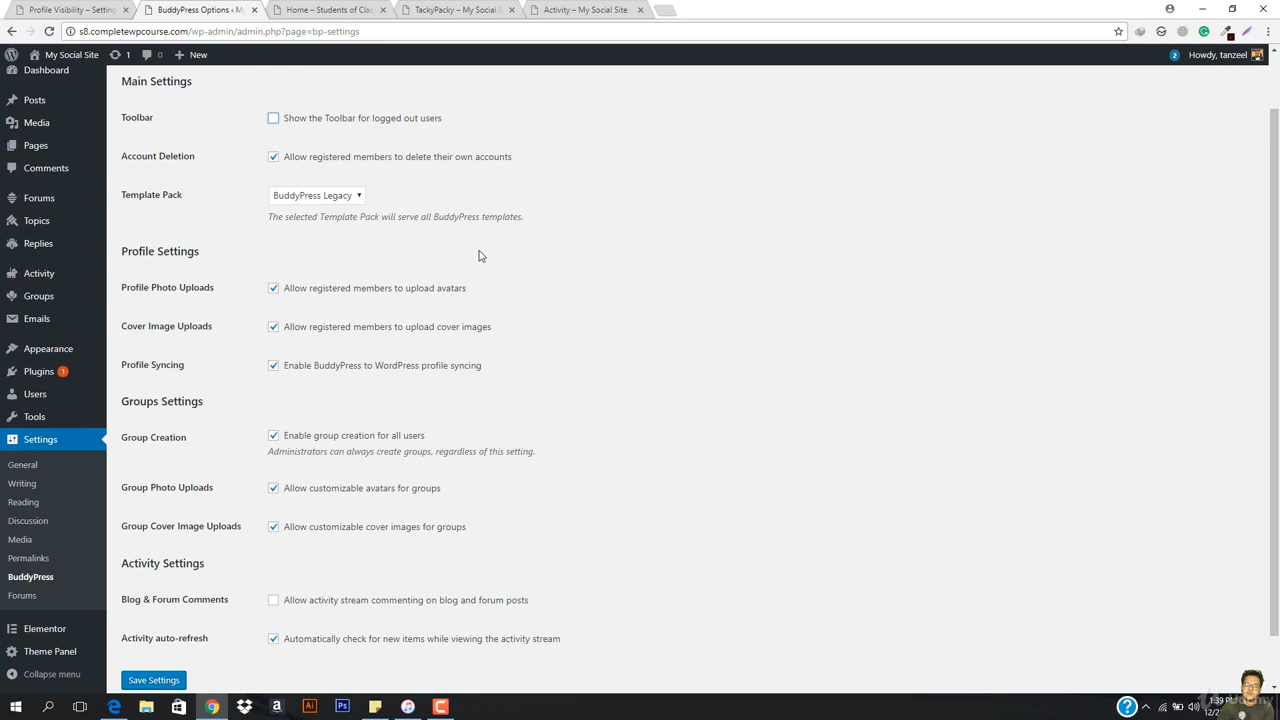 Profile Visibility – Setting
BuddyPress Options ‹ My
Home – Students of Clas
TackyPacky – My Social S
Activity – My Social Site
s8.completewpcourse.com/wp-admin/admin.php?page=bp-settings
My Social Site
1
0
New
2
Howdy, tanzeel
Dashboard
Posts
Media
Pages
Comments
Forums
Topics
Replies
Activity
Groups
Emails
Appearance
Plugins 1
Users
Tools
Settings
General
Writing
Reading
Discussion
Media
Permalinks
BuddyPress
Forums
Elementor
Theme Panel
Collapse menu
Main Settings
Toolbar
Show the Toolbar for logged out users
Account Deletion
Allow registered members to delete their own accounts
Template Pack
BuddyPress Legacy
The selected Template Pack will serve all BuddyPress templates.
Profile Settings
Profile Photo Uploads
Allow registered members to upload avatars
Cover Image Uploads
Allow registered members to upload cover images
Profile Syncing
Enable BuddyPress to WordPress profile syncing
Groups Settings
Group Creation
Enable group creation for all users
Administrators can always create groups, regardless of this setting.
Group Photo Uploads
Allow customizable avatars for groups
Group Cover Image Uploads
Allow customizable cover images for groups
Activity Settings
Blog & Forum Comments
Allow activity stream commenting on blog and forum posts
Activity auto-refresh
Automatically check for new items while viewing the activity stream
Save Settings
Ai
Ps
1:39 PM
12/2